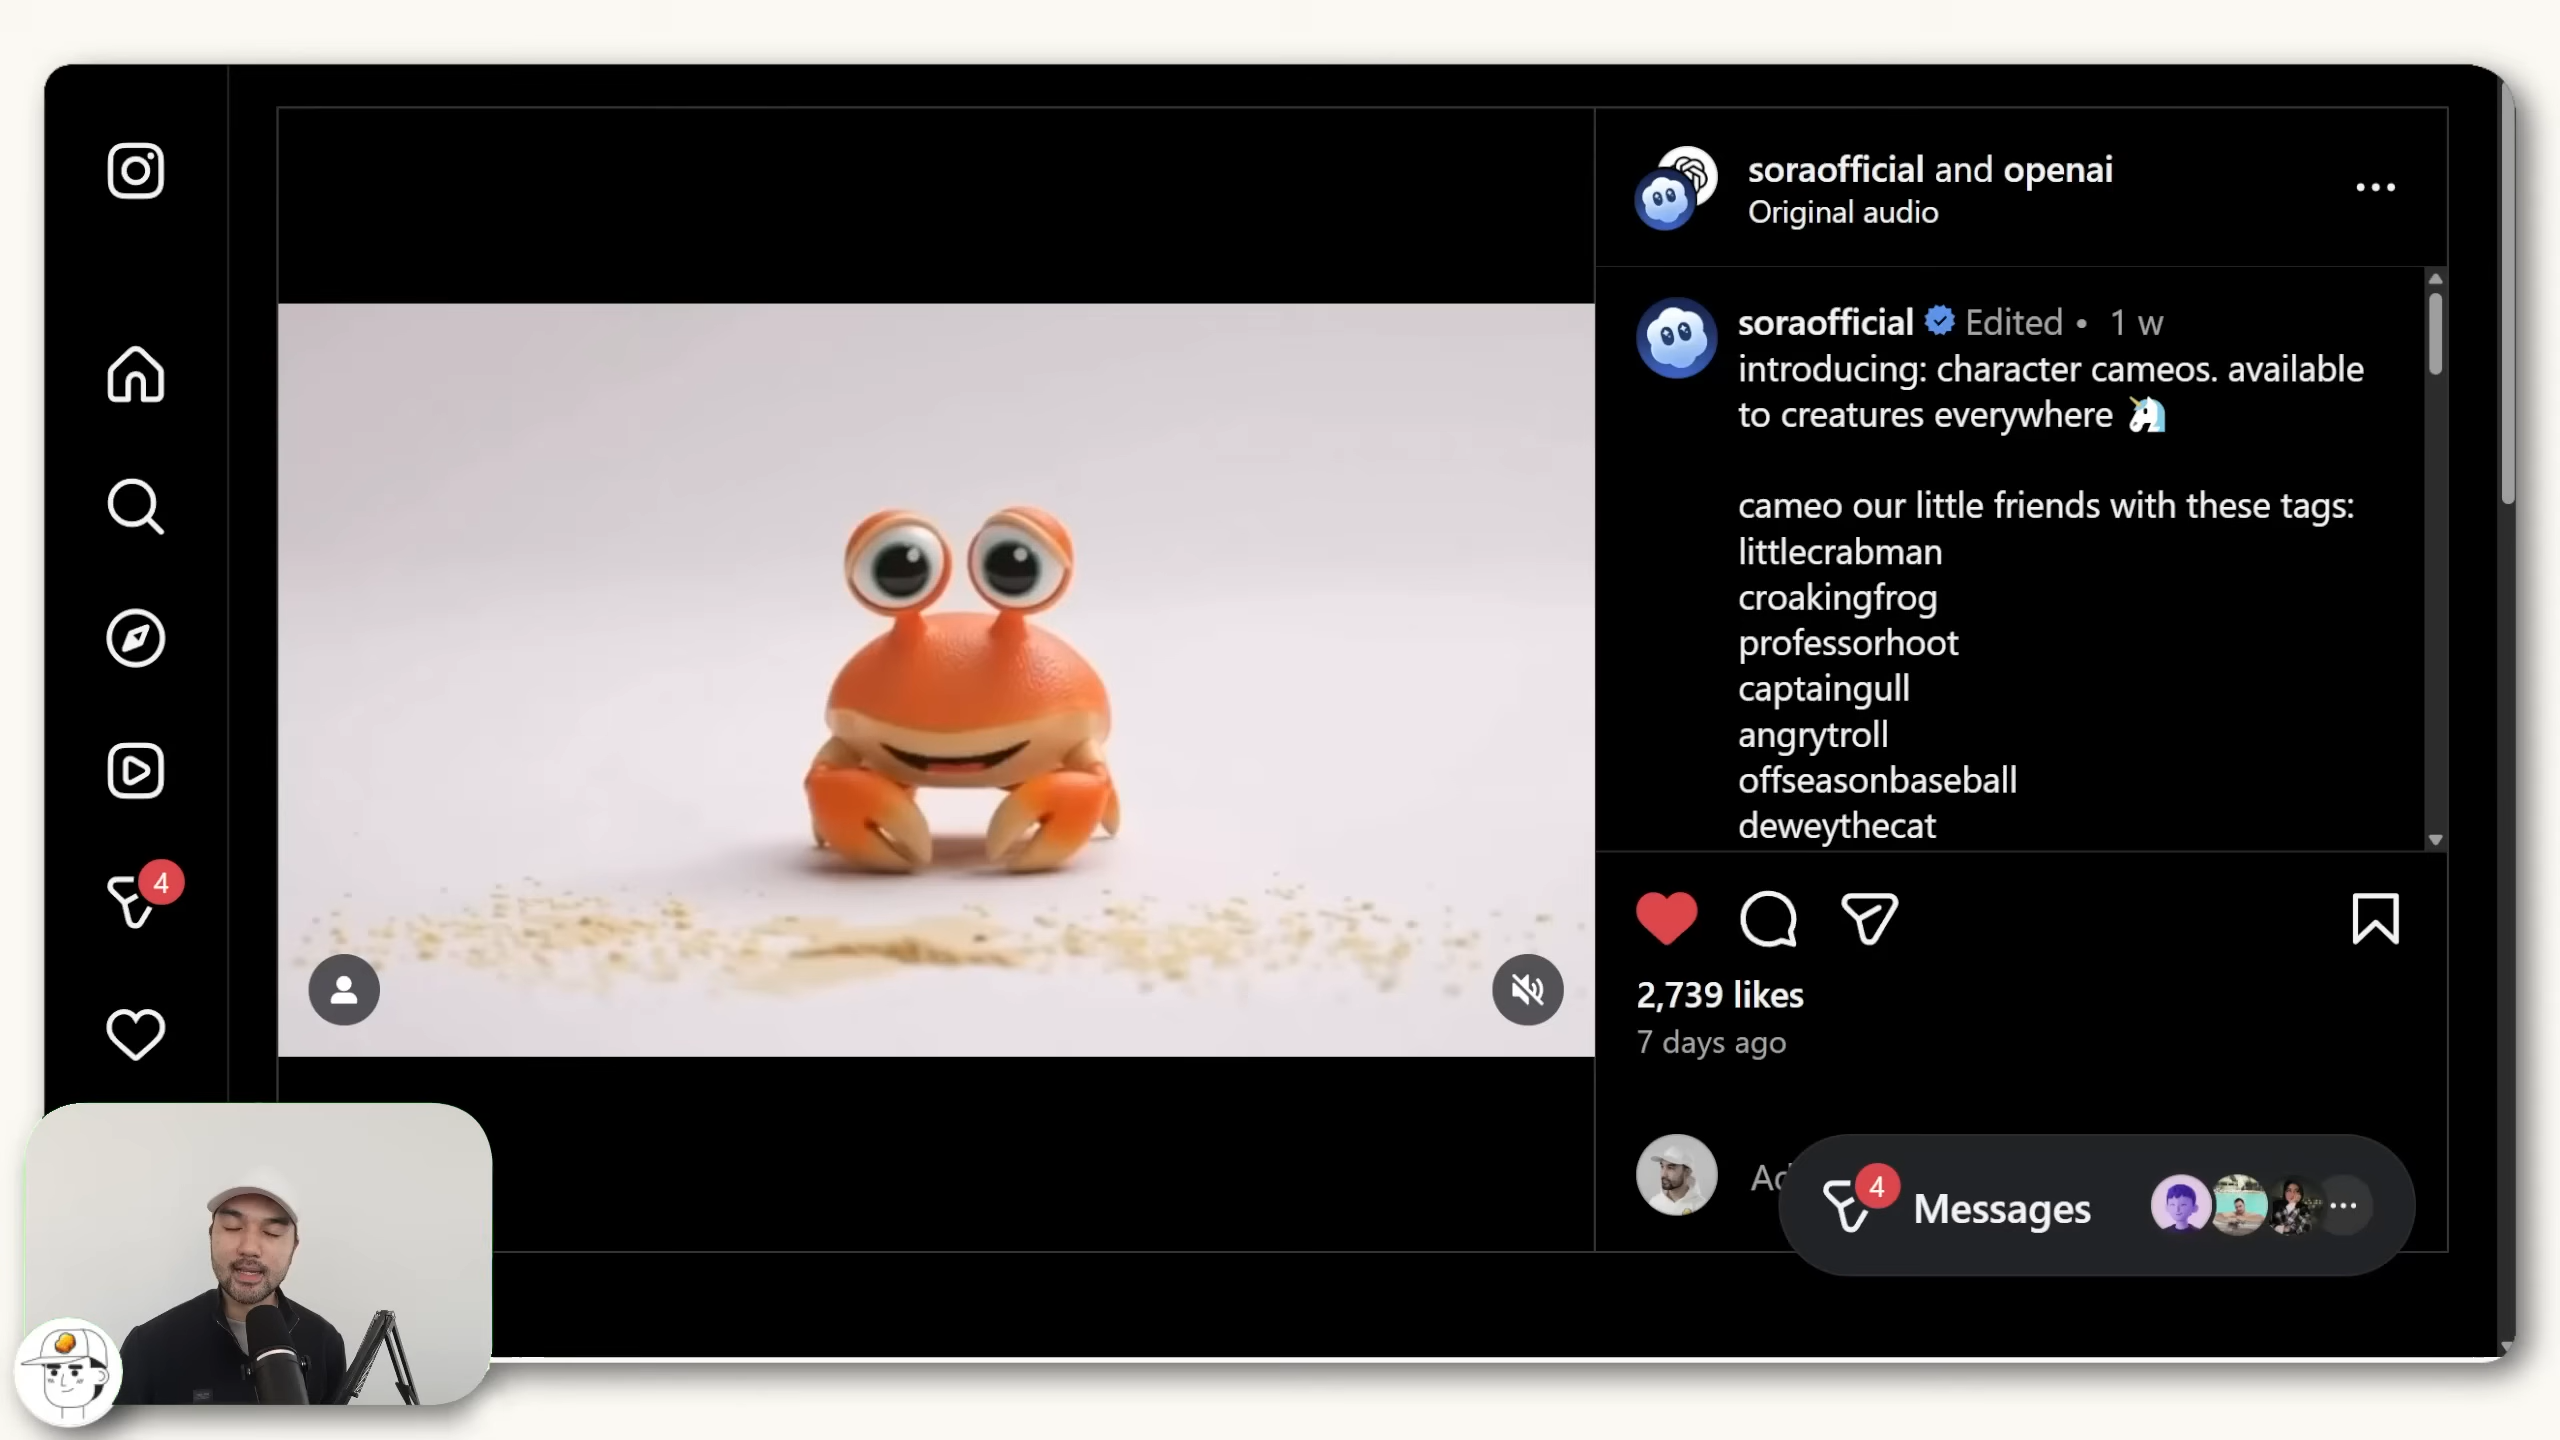 soraofficial and openai
Original audio
soraofficial Edited • 1 w
introducing: character cameos. available
to creatures everywhere 🦄
cameo our little friends with these tags:
littlecrabman
croakingfrog
professorhoot
captaingull
angrytroll
offseasonbaseball
deweythecat
4
2,739 likes
7 days ago
4
Messages